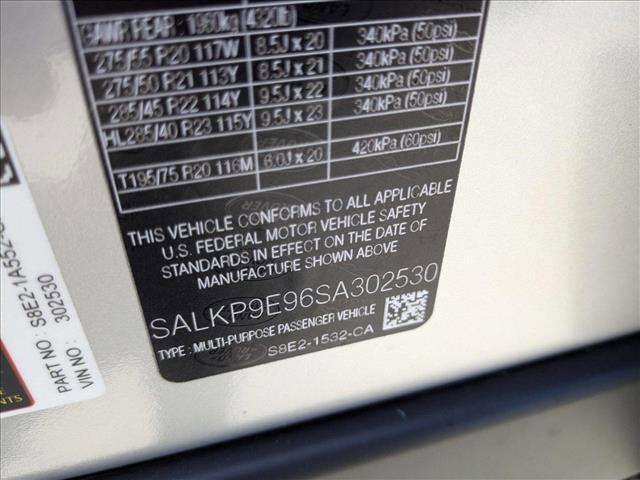 GAWR REAR: 1960kg (4320lb)
275/55 R20 117W 8.5J x 20 340kPa (50psi)
275/50 R21 113Y 8.5J x 21 340kPa (50psi)
285/45 R22 114Y 9.5J x 22 340kPa (50psi)
HL285/40 R23 115Y 9.5J x 23 340kPa (50psi)
T195/75 R20 116M 6.0J x 20 420kPa (60psi)
THIS VEHICLE CONFORMS TO ALL APPLICABLE
U.S. FEDERAL MOTOR VEHICLE SAFETY
STANDARDS IN EFFECT ON THE DATE OF
MANUFACTURE SHOWN ABOVE
SALKP9E96SA302530
TYPE : MULTI-PURPOSE PASSENGER VEHICLE
S8E2-1532-CA
PART NO : S8E2-1A552-
VIN NO : 302530